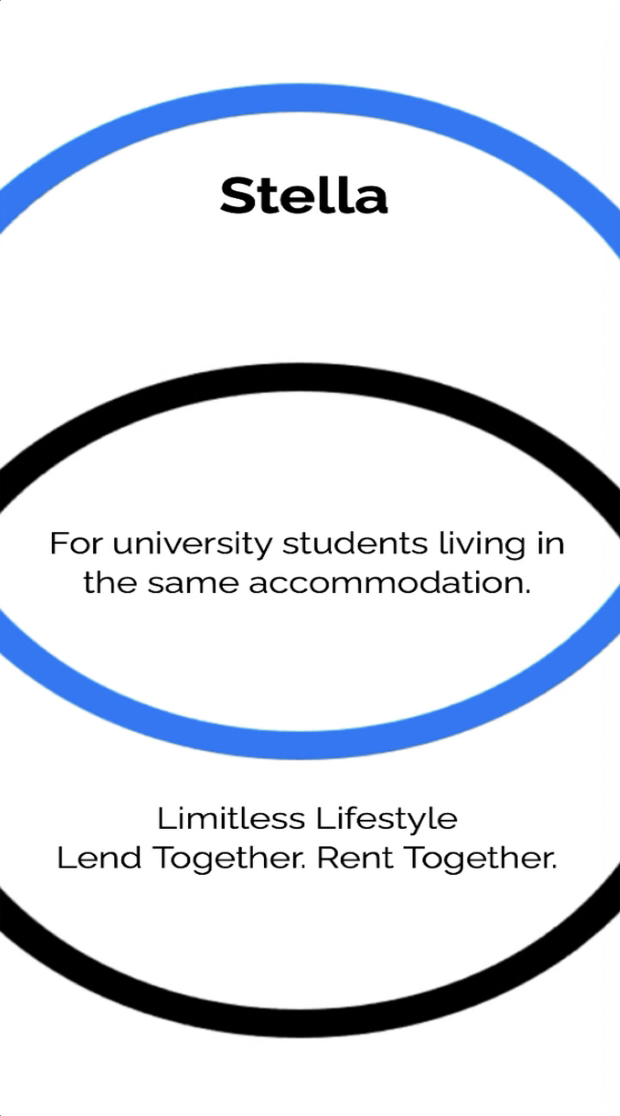 Stella
For university students living in
the same accommodation.
Limitless Lifestyle
Lend Together. Rent Together.